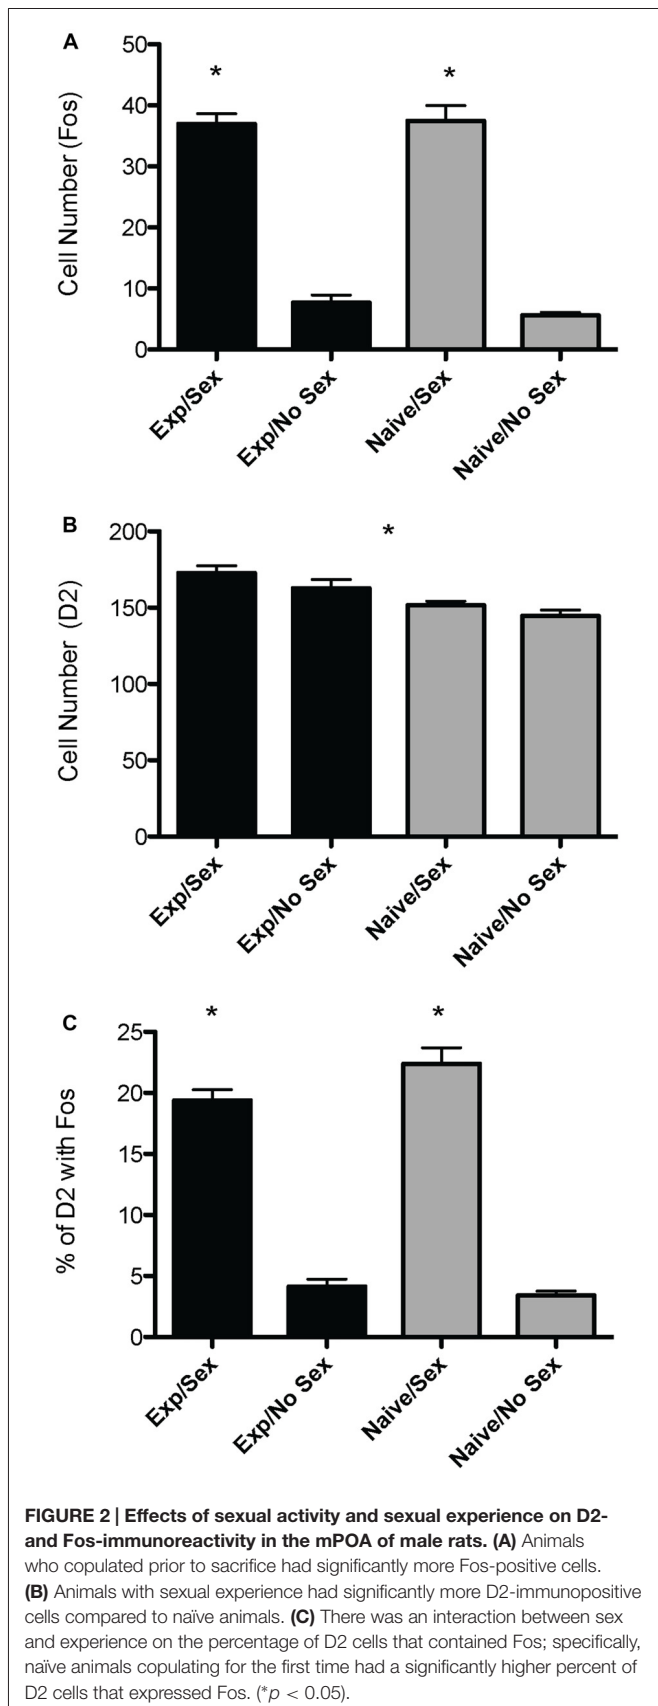 A
50
40
30
20
10
0
Cell Number (Fos)
*
*
Exp/Sex
Exp/No Sex
Naive/Sex
Naive/No Sex
B
200
150
100
50
0
Cell Number (D2)
*
Exp/Sex
Exp/No Sex
Naive/Sex
Naive/No Sex
C
25
20
15
10
5
0
% of D2 with Fos
*
*
Exp/Sex
Exp/No Sex
Naive/Sex
Naive/No Sex
FIGURE 2 | Effects of sexual activity and sexual experience on D2-
and Fos-immunoreactivity in the mPOA of male rats. (A) Animals
who copulated prior to sacrifice had significantly more Fos-positive cells.
(B) Animals with sexual experience had significantly more D2-immunopositive
cells compared to naïve animals. (C) There was an interaction between sex
and experience on the percentage of D2 cells that contained Fos; specifically,
naïve animals copulating for the first time had a significantly higher percent of
D2 cells that expressed Fos. (*p < 0.05).